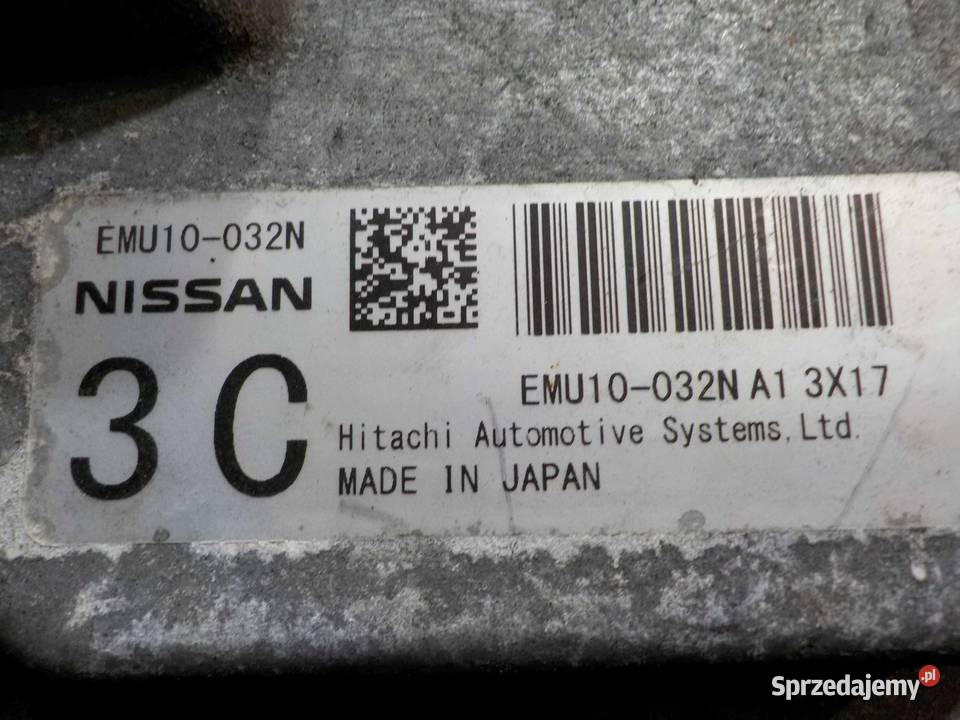 EMU10-032N
NISSAN
3C
EMU10-032N A1 3X17
Hitachi Automotive Systems, Ltd.
MADE IN JAPAN
Sprzedajemy.pl